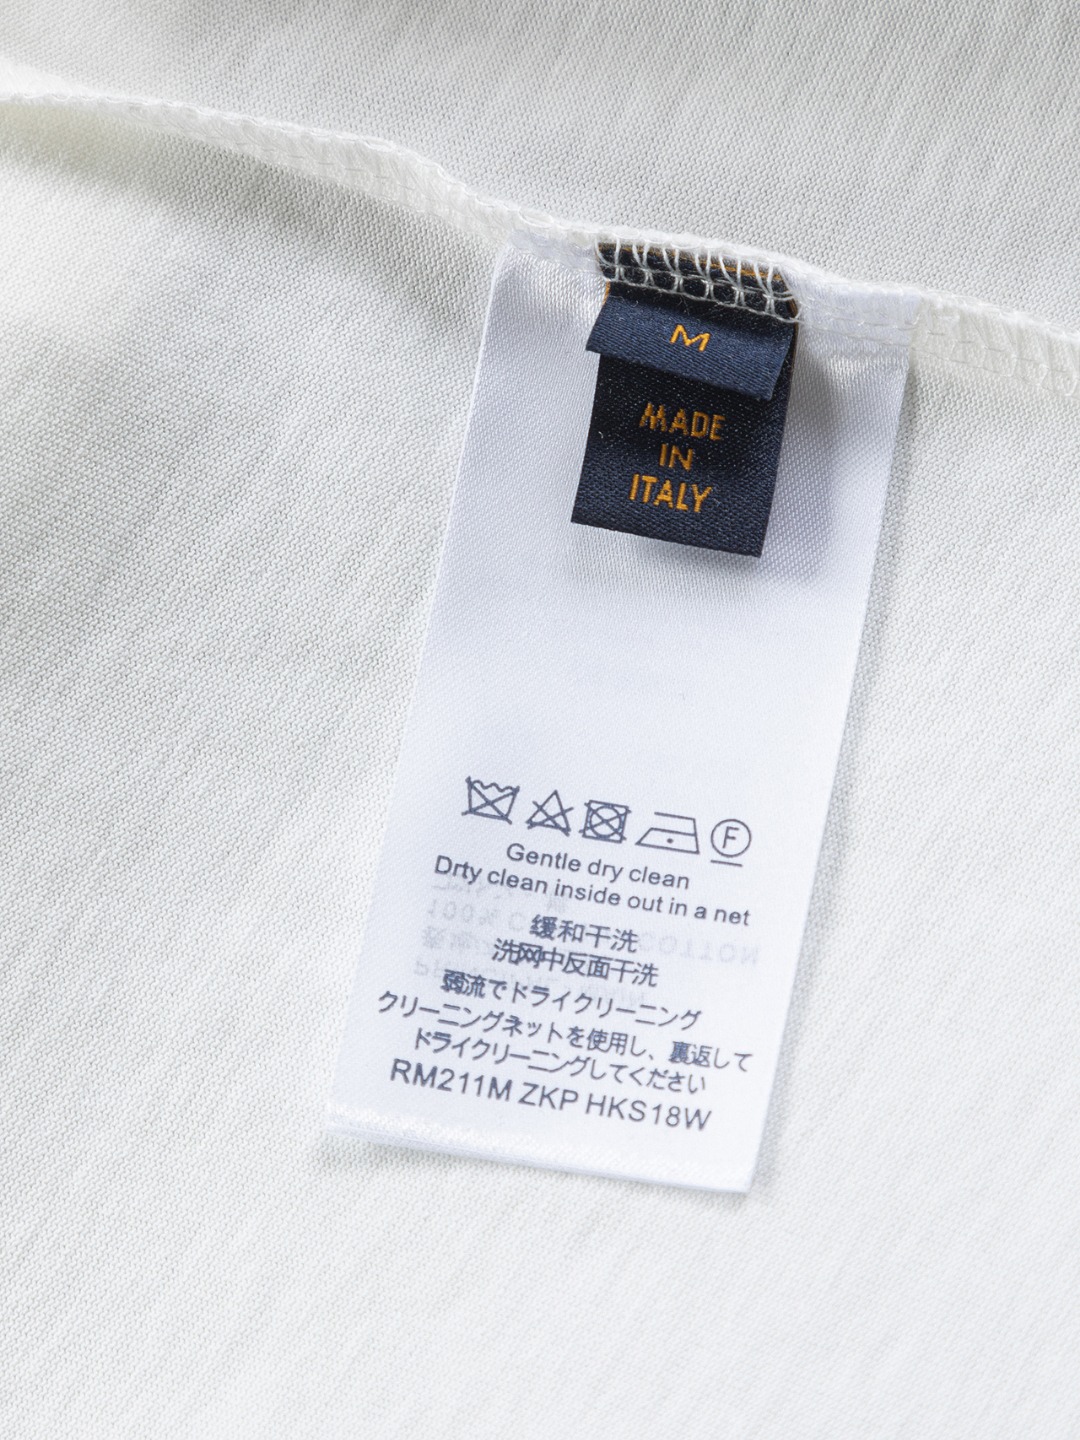 M
MADE
IN
ITALY
F
Gentle dry clean
Drty clean inside out in a net
缓和干洗
洗网中反面干洗
弱流でドライクリーニング
クリーニングネットを使用し、裏返して
ドライクリーニングしてください
RM211M ZKP HKS18W